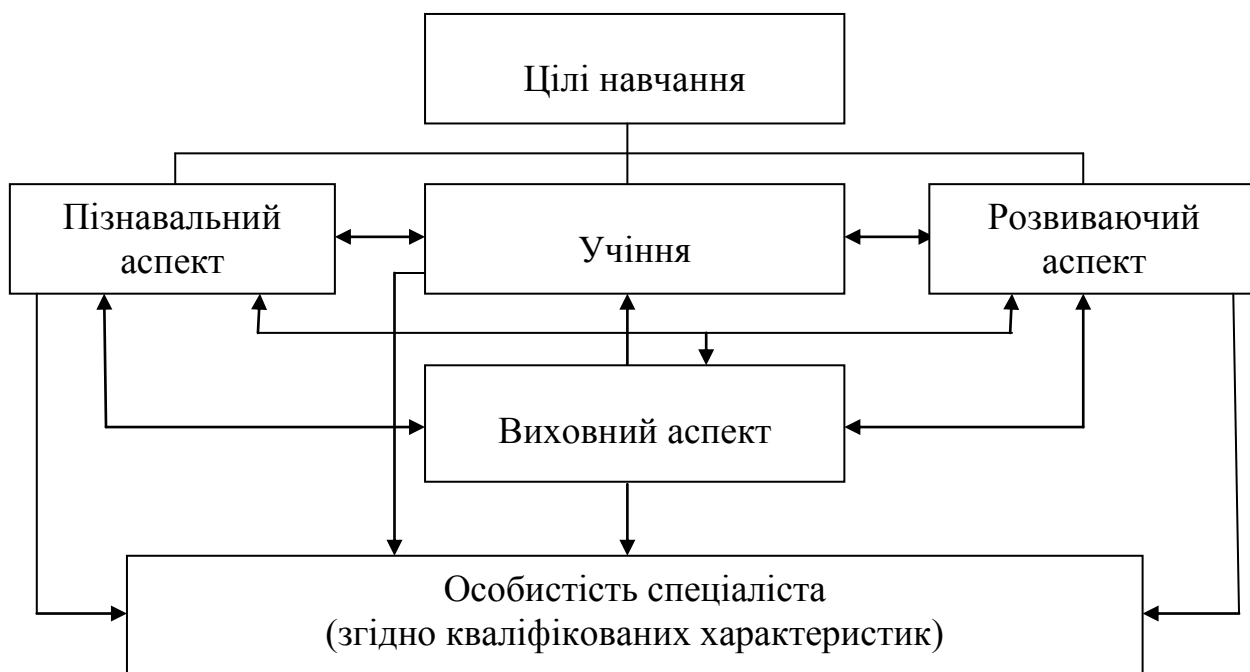 Цілі навчання
Пізнавальний
аспект
Учіння
Розвиваючий
аспект
Виховний аспект
Особистість спеціаліста
(згідно кваліфікованих характеристик)